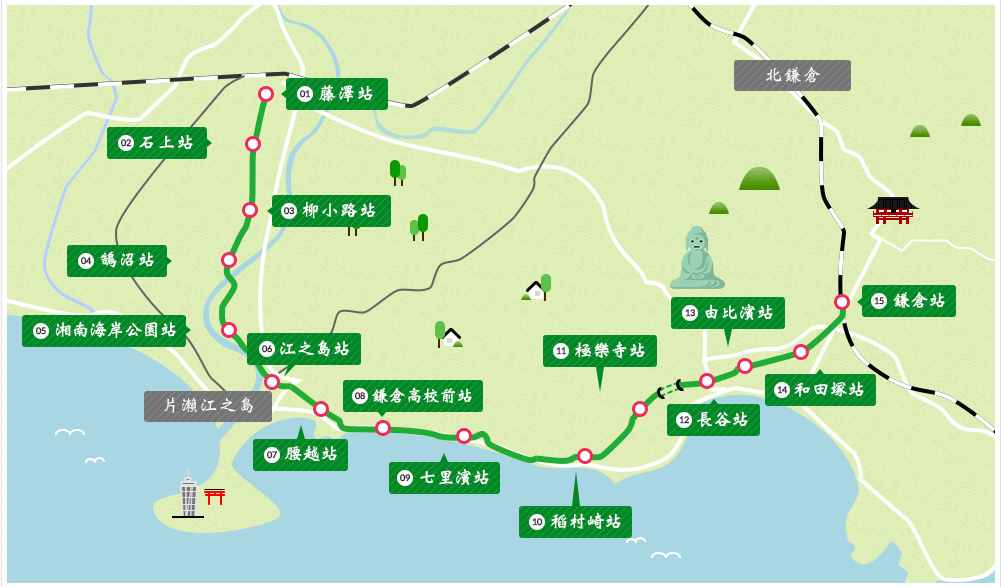 北鎌倉
01 藤澤站
02 石上站
03 柳小路站
04 鵠沼站
05 湘南海岸公園站
06 江之島站
片瀨江之島
07 腰越站
08 鎌倉高校前站
09 七里濱站
10 稻村崎站
11 極樂寺站
12 長谷站
13 由比濱站
14 和田塚站
15 鎌倉站